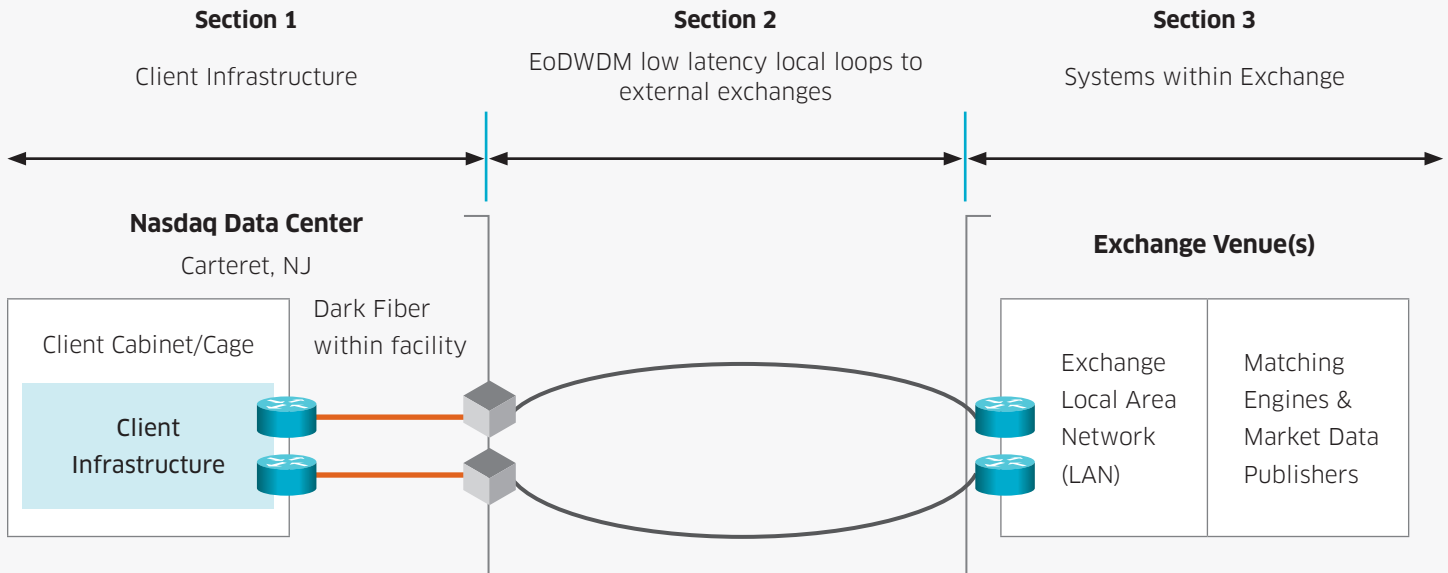 Section 1
Client Infrastructure
Section 2
EoDWDM low latency local loops to
external exchanges
Section 3
Systems within Exchange
Nasdaq Data Center
Carteret, NJ
Dark Fiber
within facility
Client Cabinet/Cage
Client
Infrastructure
Exchange Venue(s)
Exchange
Local Area
Network
(LAN)
Matching
Engines &
Market Data
Publishers